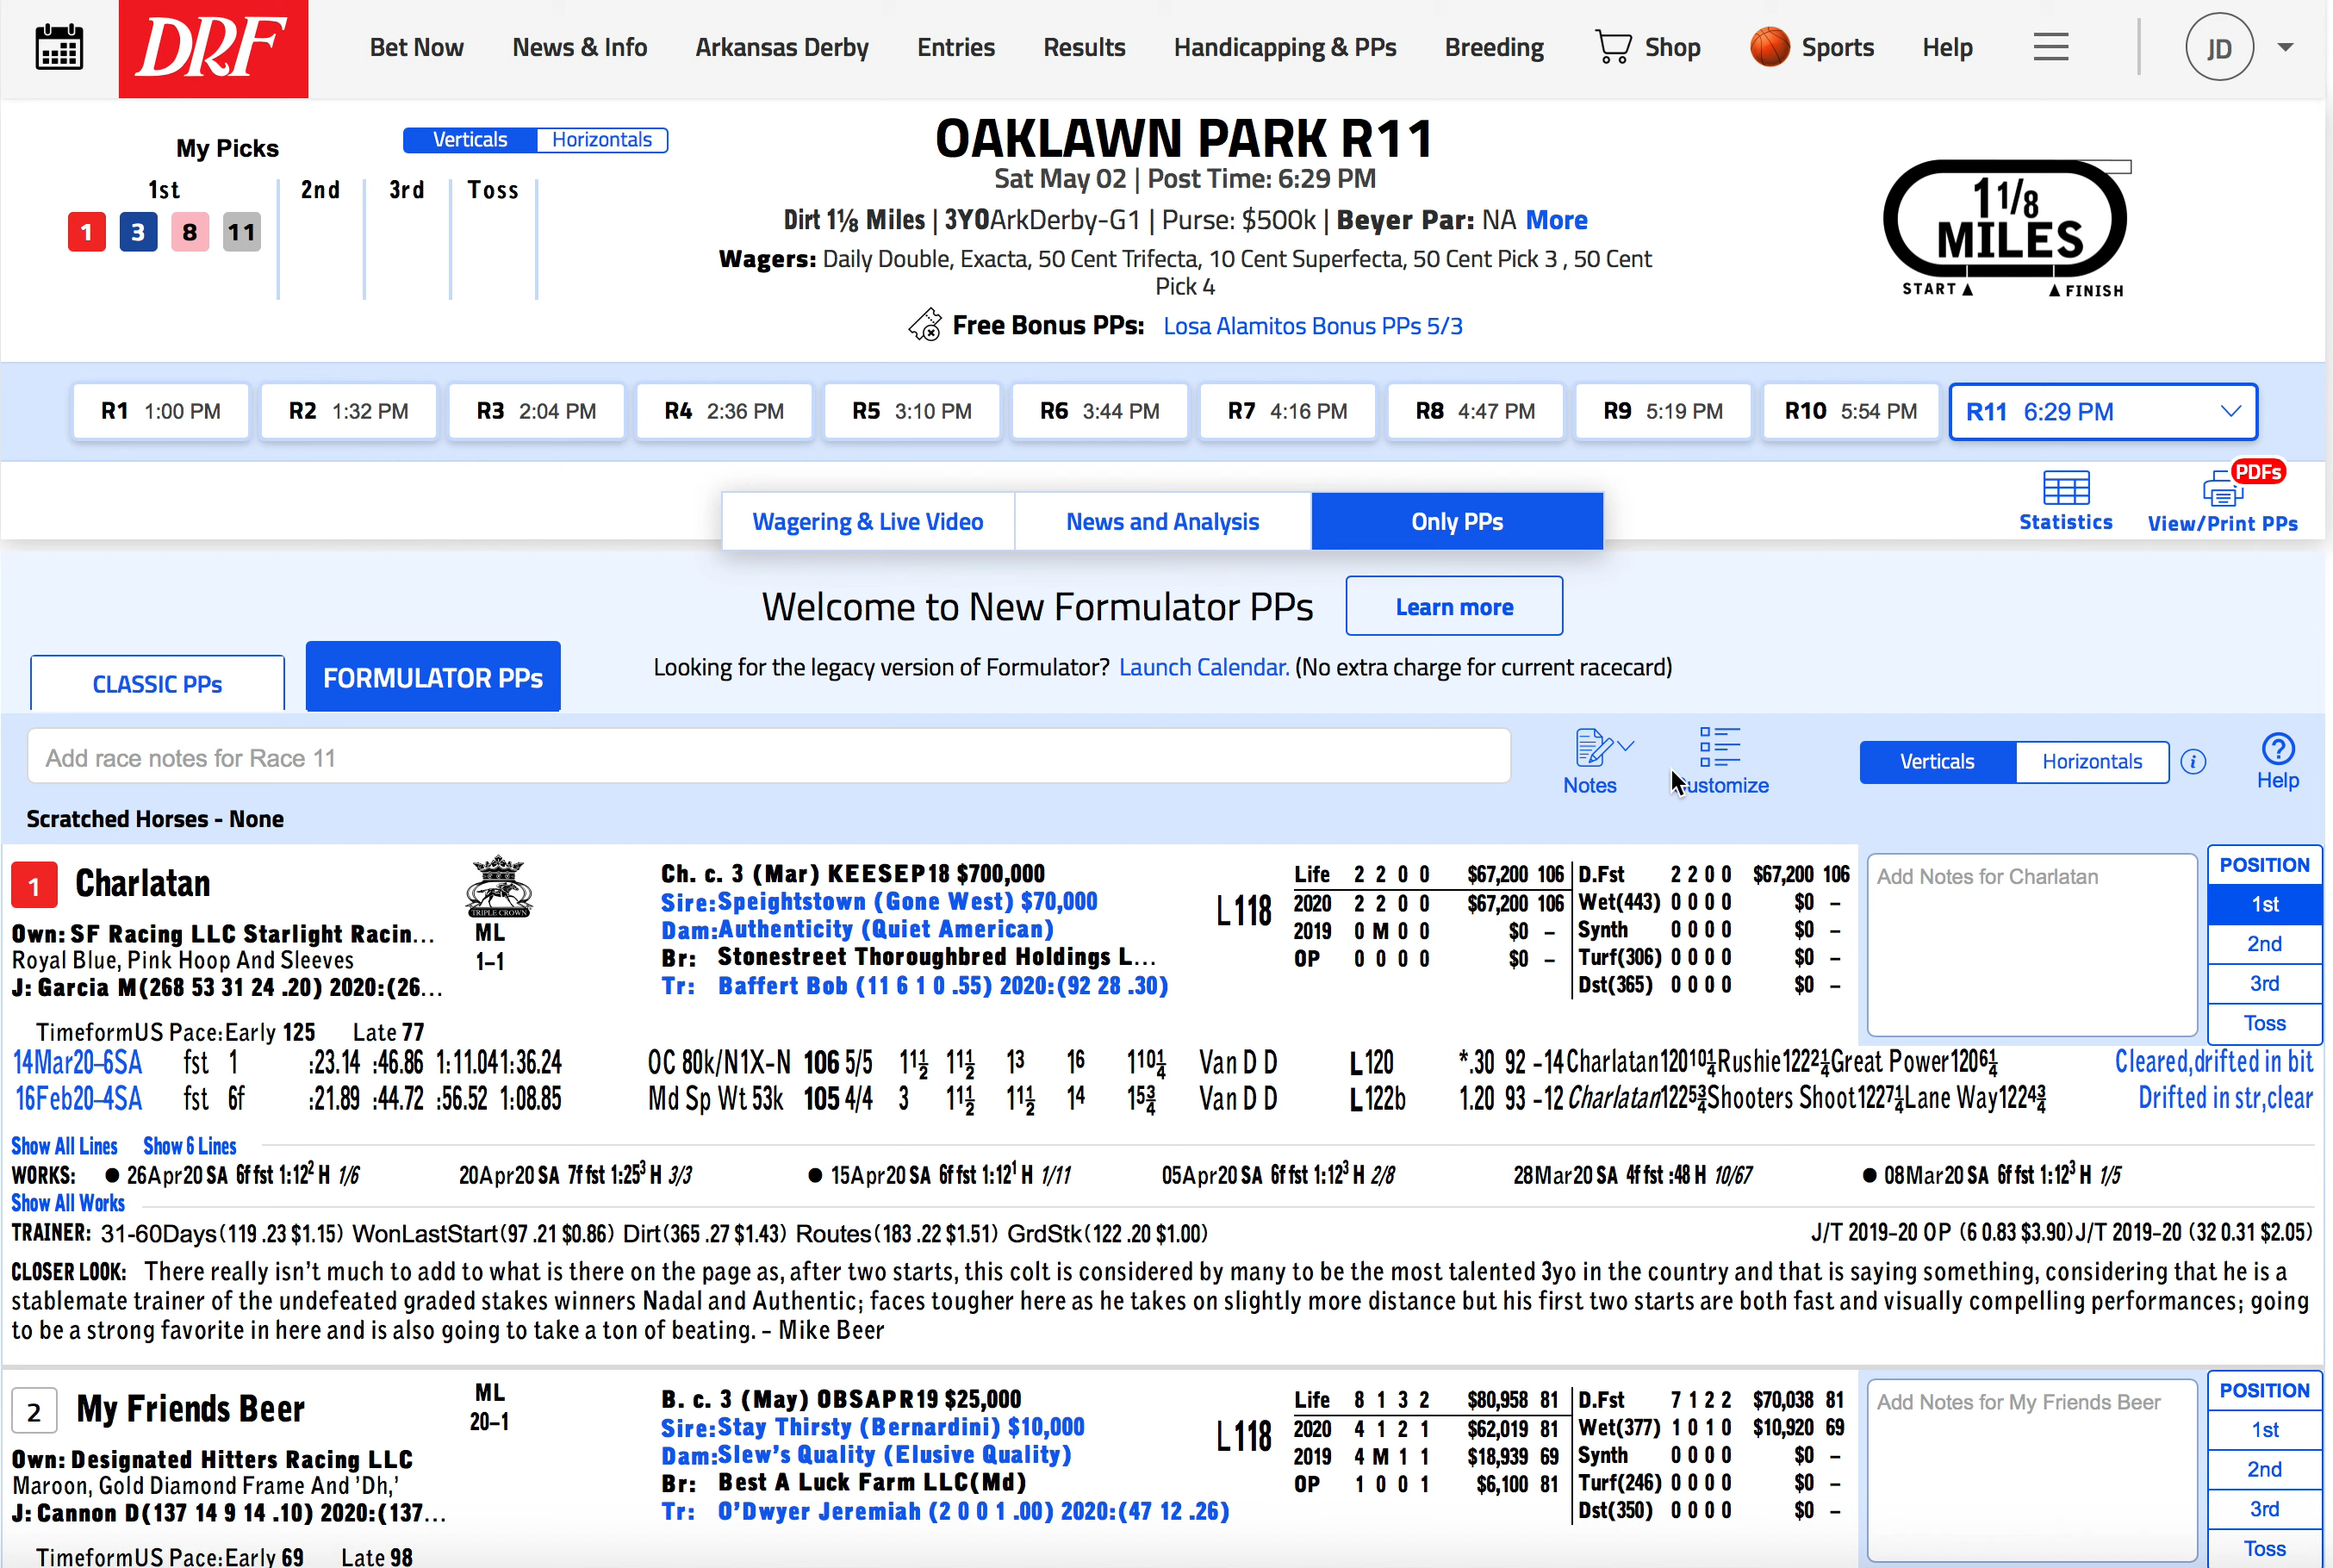 DRF
Bet Now News & Info Arkansas Derby Entries Results Handicapping & PPs Breeding Shop Sports Help JD
My Picks
Verticals Horizontals
1st 2nd 3rd Toss
1 3 8 11
OAKLAWN PARK R11
Sat May 02 | Post Time: 6:29 PM
Dirt 1⅛ Miles | 3YOArkDerby-G1 | Purse: $500k | Beyer Par: NA More
Wagers: Daily Double, Exacta, 50 Cent Trifecta, 10 Cent Superfecta, 50 Cent Pick 3 , 50 Cent
Pick 4
Free Bonus PPs: Losa Alamitos Bonus PPs 5/3
1 1/8
MILES
START FINISH
R1 1:00 PM R2 1:32 PM R3 2:04 PM R4 2:36 PM R5 3:10 PM R6 3:44 PM R7 4:16 PM R8 4:47 PM R9 5:19 PM R10 5:54 PM R11 6:29 PM
Wagering & Live Video News and Analysis Only PPs
Statistics
PDFs
View/Print PPs
Welcome to New Formulator PPs Learn more
CLASSIC PPs FORMULATOR PPs
Looking for the legacy version of Formulator? Launch Calendar. (No extra charge for current racecard)
Add race notes for Race 11
Notes ustomize
Verticals Horizontals i ? Help
Scratched Horses - None
1 Charlatan
TRIPLE CROWN
ML
1-1
Own: SF Racing LLC Starlight Racin...
Royal Blue, Pink Hoop And Sleeves
J: Garcia M(268 53 31 24 .20) 2020:(26...
Ch. c. 3 (Mar) KEESEP18 $700,000
Sire:Speightstown (Gone West) $70,000
Dam:Authenticity (Quiet American)
Br: Stonestreet Thoroughbred Holdings L...
Tr: Baffert Bob (11 6 1 0 .55) 2020:(92 28 .30)
L118
Life 2 2 0 0 $67,200 106 D.Fst 2 2 0 0 $67,200 106
2020 2 2 0 0 $67,200 106 Wet(443) 0 0 0 0 $0 –
2019 0 M 0 0 $0 – Synth 0 0 0 0 $0 –
OP 0 0 0 0 $0 – Turf(306) 0 0 0 0 $0 –
Dst(365) 0 0 0 0 $0 –
Add Notes for Charlatan
POSITION
1st
2nd
3rd
Toss
TimeformUS Pace:Early 125 Late 77
14Mar20–6SA fst 1 :23.14 :46.86 1:11.04 1:36.24 OC 80k/N1X–N 106 5/5 1 1½ 1 1½ 1 3 1 6 1 10¼ Van D D L120 *.30 92 –14 Charlatan120 10¼ Rushie122 2¼ Great Power120 6¼ Cleared,drifted in bit
16Feb20–4SA fst 6f :21.89 :44.72 :56.52 1:08.85 Md Sp Wt 53k 105 4/4 3 1 1½ 1 1½ 1 4 1 5¾ Van D D L122b 1.20 93 –12 Charlatan122 5¾ Shooters Shoot122 7¼ Lane Way122 4¾ Drifted in str,clear
Show All Lines Show 6 Lines
WORKS: ● 26Apr20 SA 6f fst 1:12² H 1/6 20Apr20 SA 7f fst 1:25³ H 3/3 ● 15Apr20 SA 6f fst 1:12¹ H 1/11 05Apr20 SA 6f fst 1:12³ H 2/8 28Mar20 SA 4f fst :48 H 10/67 ● 08Mar20 SA 6f fst 1:12³ H 1/5
Show All Works
TRAINER: 31-60Days(119 .23 $1.15) WonLastStart(97 .21 $0.86) Dirt(365 .27 $1.43) Routes(183 .22 $1.51) GrdStk(122 .20 $1.00) J/T 2019-20 OP (6 0.83 $3.90) J/T 2019-20 (32 0.31 $2.05)
CLOSER LOOK: There really isn't much to add to what is there on the page as, after two starts, this colt is considered by many to be the most talented 3yo in the country and that is saying something, considering that he is a
stablemate trainer of the undefeated graded stakes winners Nadal and Authentic; faces tougher here as he takes on slightly more distance but his first two starts are both fast and visually compelling performances; going
to be a strong favorite in here and is also going to take a ton of beating. – Mike Beer
2 My Friends Beer
ML
20-1
Own: Designated Hitters Racing LLC
Maroon, Gold Diamond Frame And 'Dh,'
J: Cannon D(137 14 9 14 .10) 2020:(137...
B. c. 3 (May) OBSAPR19 $25,000
Sire:Stay Thirsty (Bernardini) $10,000
Dam:Slew's Quality (Elusive Quality)
Br: Best A Luck Farm LLC(Md)
Tr: O'Dwyer Jeremiah (2 0 0 1 .00) 2020:(47 12 .26)
L118
Life 8 1 3 2 $80,958 81 D.Fst 7 1 2 2 $70,038 81
2020 4 1 2 1 $62,019 81 Wet(377) 1 0 1 0 $10,920 69
2019 4 M 1 1 $18,939 69 Synth 0 0 0 0 $0 –
OP 1 0 0 1 $6,100 81 Turf(246) 0 0 0 0 $0 –
Dst(350) 0 0 0 0 $0 –
Add Notes for My Friends Beer
POSITION
1st
2nd
3rd
Toss
TimeformUS Pace:Early 69 Late 98